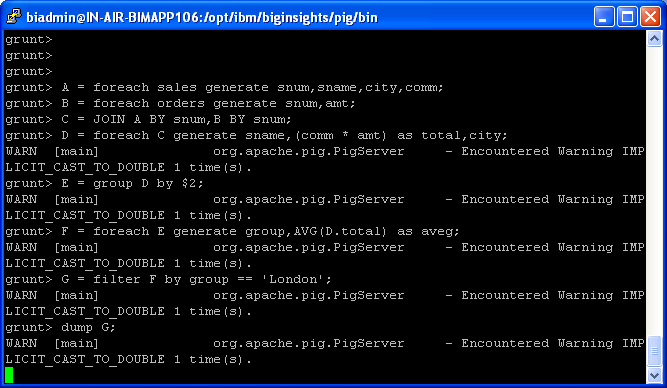 biadmin@IN-AIR-BIMAPP106:/opt/ibm/biginsights/pig/bin
grunt>
grunt>
grunt>
grunt> A = foreach sales generate snum,sname,city,comm;
grunt> B = foreach orders generate snum,amt;
grunt> C = JOIN A BY snum,B BY snum;
grunt> D = foreach C generate sname,(comm * amt) as total,city;
WARN  [main]              org.apache.pig.PigServer     - Encountered Warning IMP
LICIT_CAST_TO_DOUBLE 1 time(s).
grunt> E = group D by $2;
WARN  [main]              org.apache.pig.PigServer     - Encountered Warning IMP
LICIT_CAST_TO_DOUBLE 1 time(s).
grunt> F = foreach E generate group,AVG(D.total) as aveg;
WARN  [main]              org.apache.pig.PigServer     - Encountered Warning IMP
LICIT_CAST_TO_DOUBLE 1 time(s).
grunt> G = filter F by group == 'London';
WARN  [main]              org.apache.pig.PigServer     - Encountered Warning IMP
LICIT_CAST_TO_DOUBLE 1 time(s).
grunt> dump G;
WARN  [main]              org.apache.pig.PigServer     - Encountered Warning IMP
LICIT_CAST_TO_DOUBLE 1 time(s).